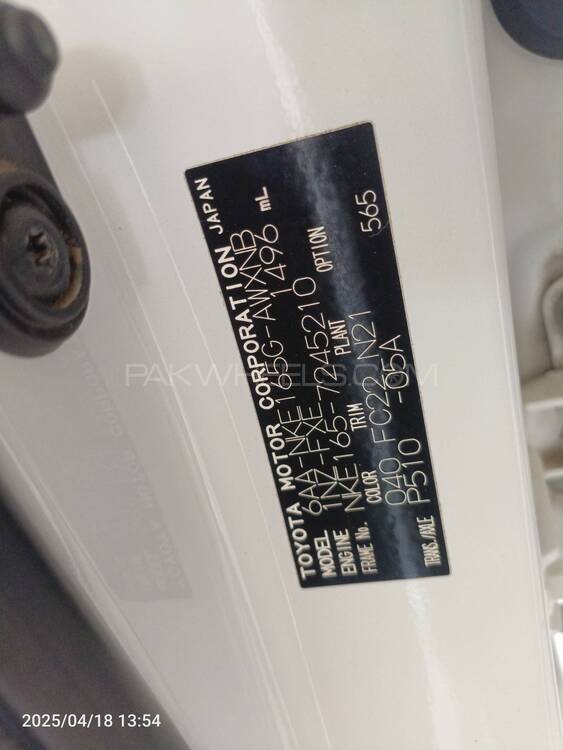 TOYOTA MOTOR CORPORATION JAPAN
MODEL 6AA-NKE165G-AWXNB
ENGINE 1NZ-FXE 1496 mL
FRAME No. NKE165-7245210
COLOR TRIM PLANT OPTION
040 FC22 N21 565
TRANS./AXLE P510 -05A
PAKWHEELS.COM
2025/04/18 13:54